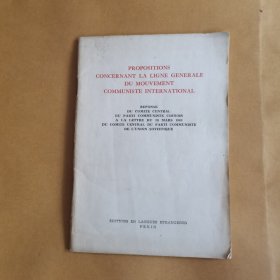 PROPOSITIONS
CONCERNANT LA LIGNE GENERALE
DU MOUVEMENT
COMMUNISTE INTERNATIONAL
REPONSE
DU COMITE CENTRAL
DU PARTI COMMUNISTE CHINOIS
A LA LETTRE DU 30 MARS 1963
DU COMITE CENTRAL DU PARTI COMMUNISTE
DE L'UNION SOVIETIQUE
EDITIONS EN LANGUES ETRANGERES
PEKIN